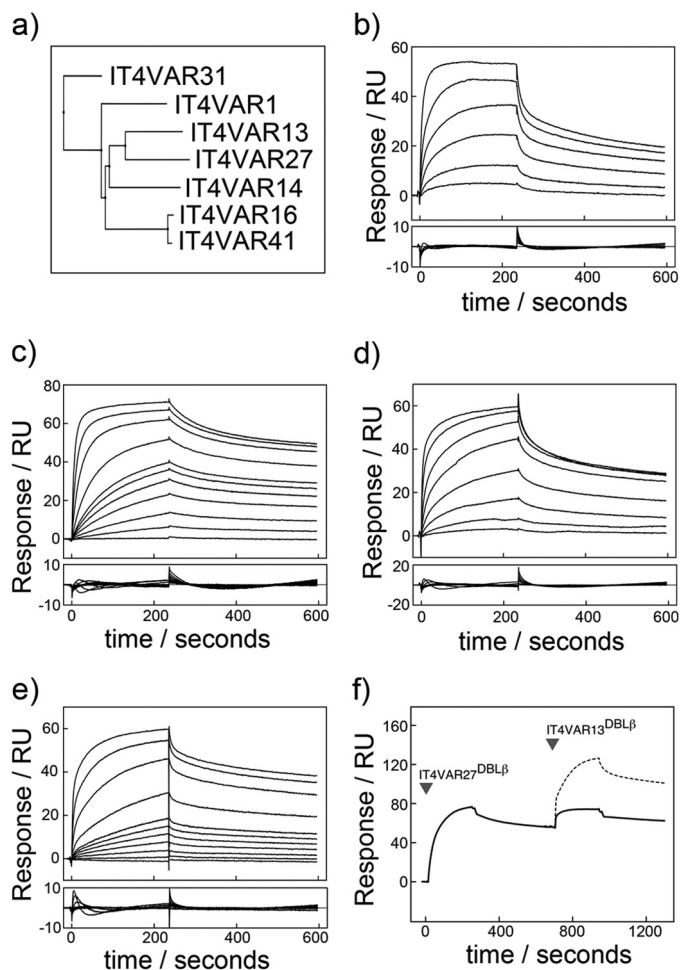 a)
IT4VAR31
IT4VAR1
IT4VAR13
IT4VAR27
IT4VAR14
IT4VAR16
IT4VAR41
b)
Response / RU
60
40
20
0
10
-10
0 200 400 600
time / seconds
c)
Response / RU
80
60
40
20
0
10
-10
0 200 400 600
time / seconds
d)
Response / RU
60
40
20
0
20
-20
0 200 400 600
time / seconds
e)
Response / RU
60
40
20
0
10
-10
0 200 400 600
time / seconds
f)
Response / RU
160
120
80
40
0
IT4VAR13DBLβ
IT4VAR27DBLβ
0 400 800 1200
time / seconds